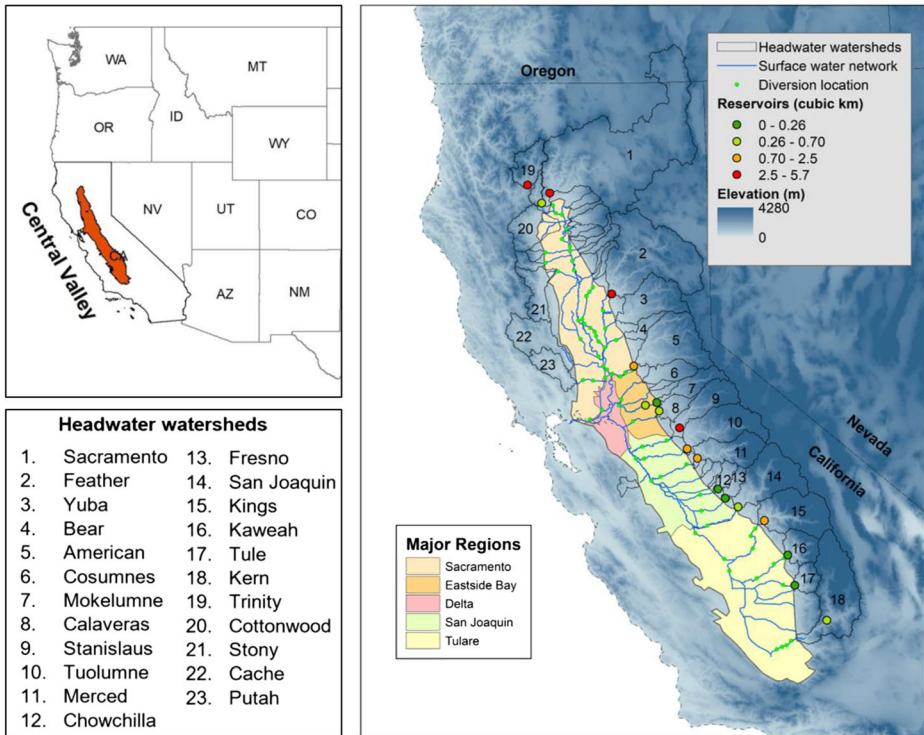 WA
MT
OR
ID
WY
NV
UT
CO
CA
AZ
NM
Central Valley
Headwater watersheds
1. Sacramento
2. Feather
3. Yuba
4. Bear
5. American
6. Cosumnes
7. Mokelumne
8. Calaveras
9. Stanislaus
10. Tuolumne
11. Merced
12. Chowchilla
13. Fresno
14. San Joaquin
15. Kings
16. Kaweah
17. Tule
18. Kern
19. Trinity
20. Cottonwood
21. Stony
22. Cache
23. Putah
Headwater watersheds
Surface water network
Diversion location
Reservoirs (cubic km)
0 - 0.26
0.26 - 0.70
0.70 - 2.5
2.5 - 5.7
Elevation (m)
4280
0
Oregon
1
19
20
2
3
21
4
5
22
23
6
7
9
8
10
11
Nevada
California
12
13
14
15
16
17
18
Major Regions
Sacramento
Eastside Bay
Delta
San Joaquin
Tulare